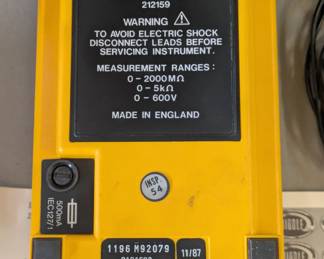 212159
WARNING
TO AVOID ELECTRIC SHOCK
DISCONNECT LEADS BEFORE
SERVICING INSTRUMENT.
MEASUREMENT RANGES:
0-2000MΩ
0-5kΩ
0-600V
MADE IN ENGLAND
500mA
IEC127/1
INSP.
54
1196 M92079
11/87